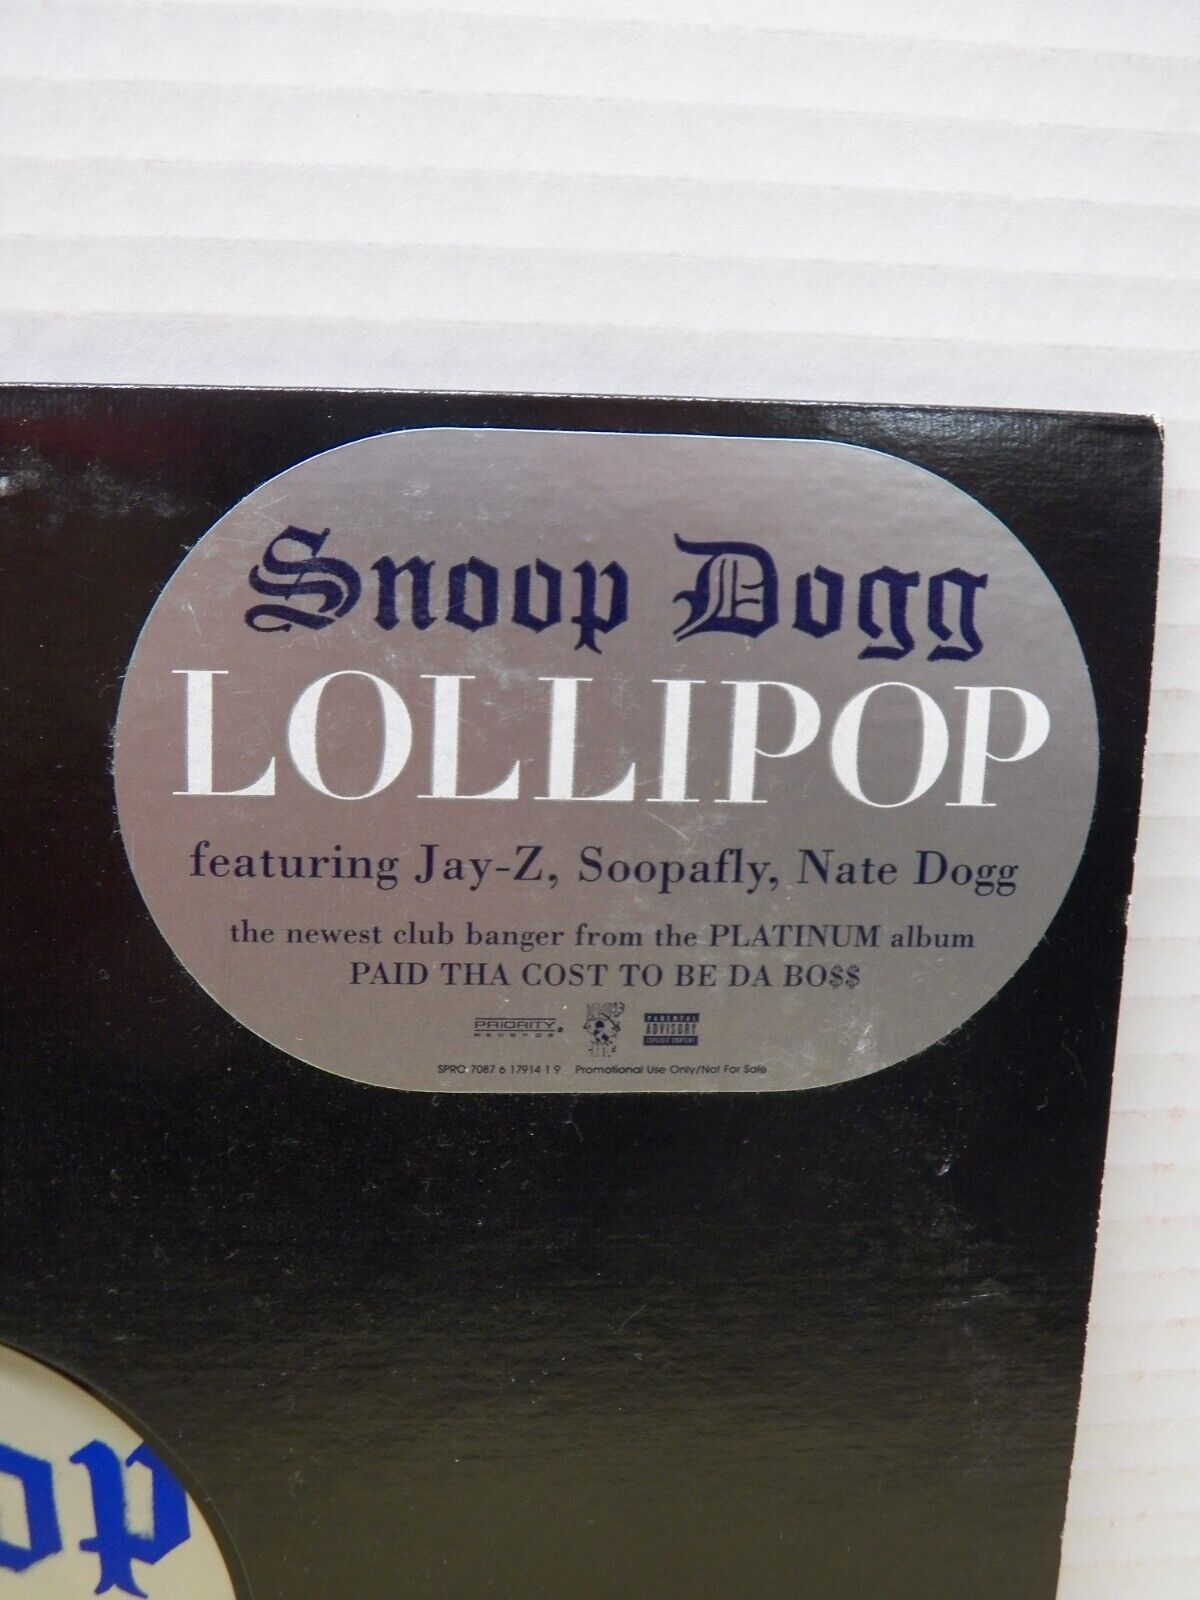 Snoop Dogg
LOLLIPOP
featuring Jay-Z, Soopafly, Nate Dogg
the newest club banger from the PLATINUM album
PAID THA COST TO BE DA BO$$
PRIORITY
RECORDS
PARENTAL
ADVISORY
EXPLICIT CONTENT
SPRO 7087 6 17914 1 9 Promotional Use Only/Not For Sale
op